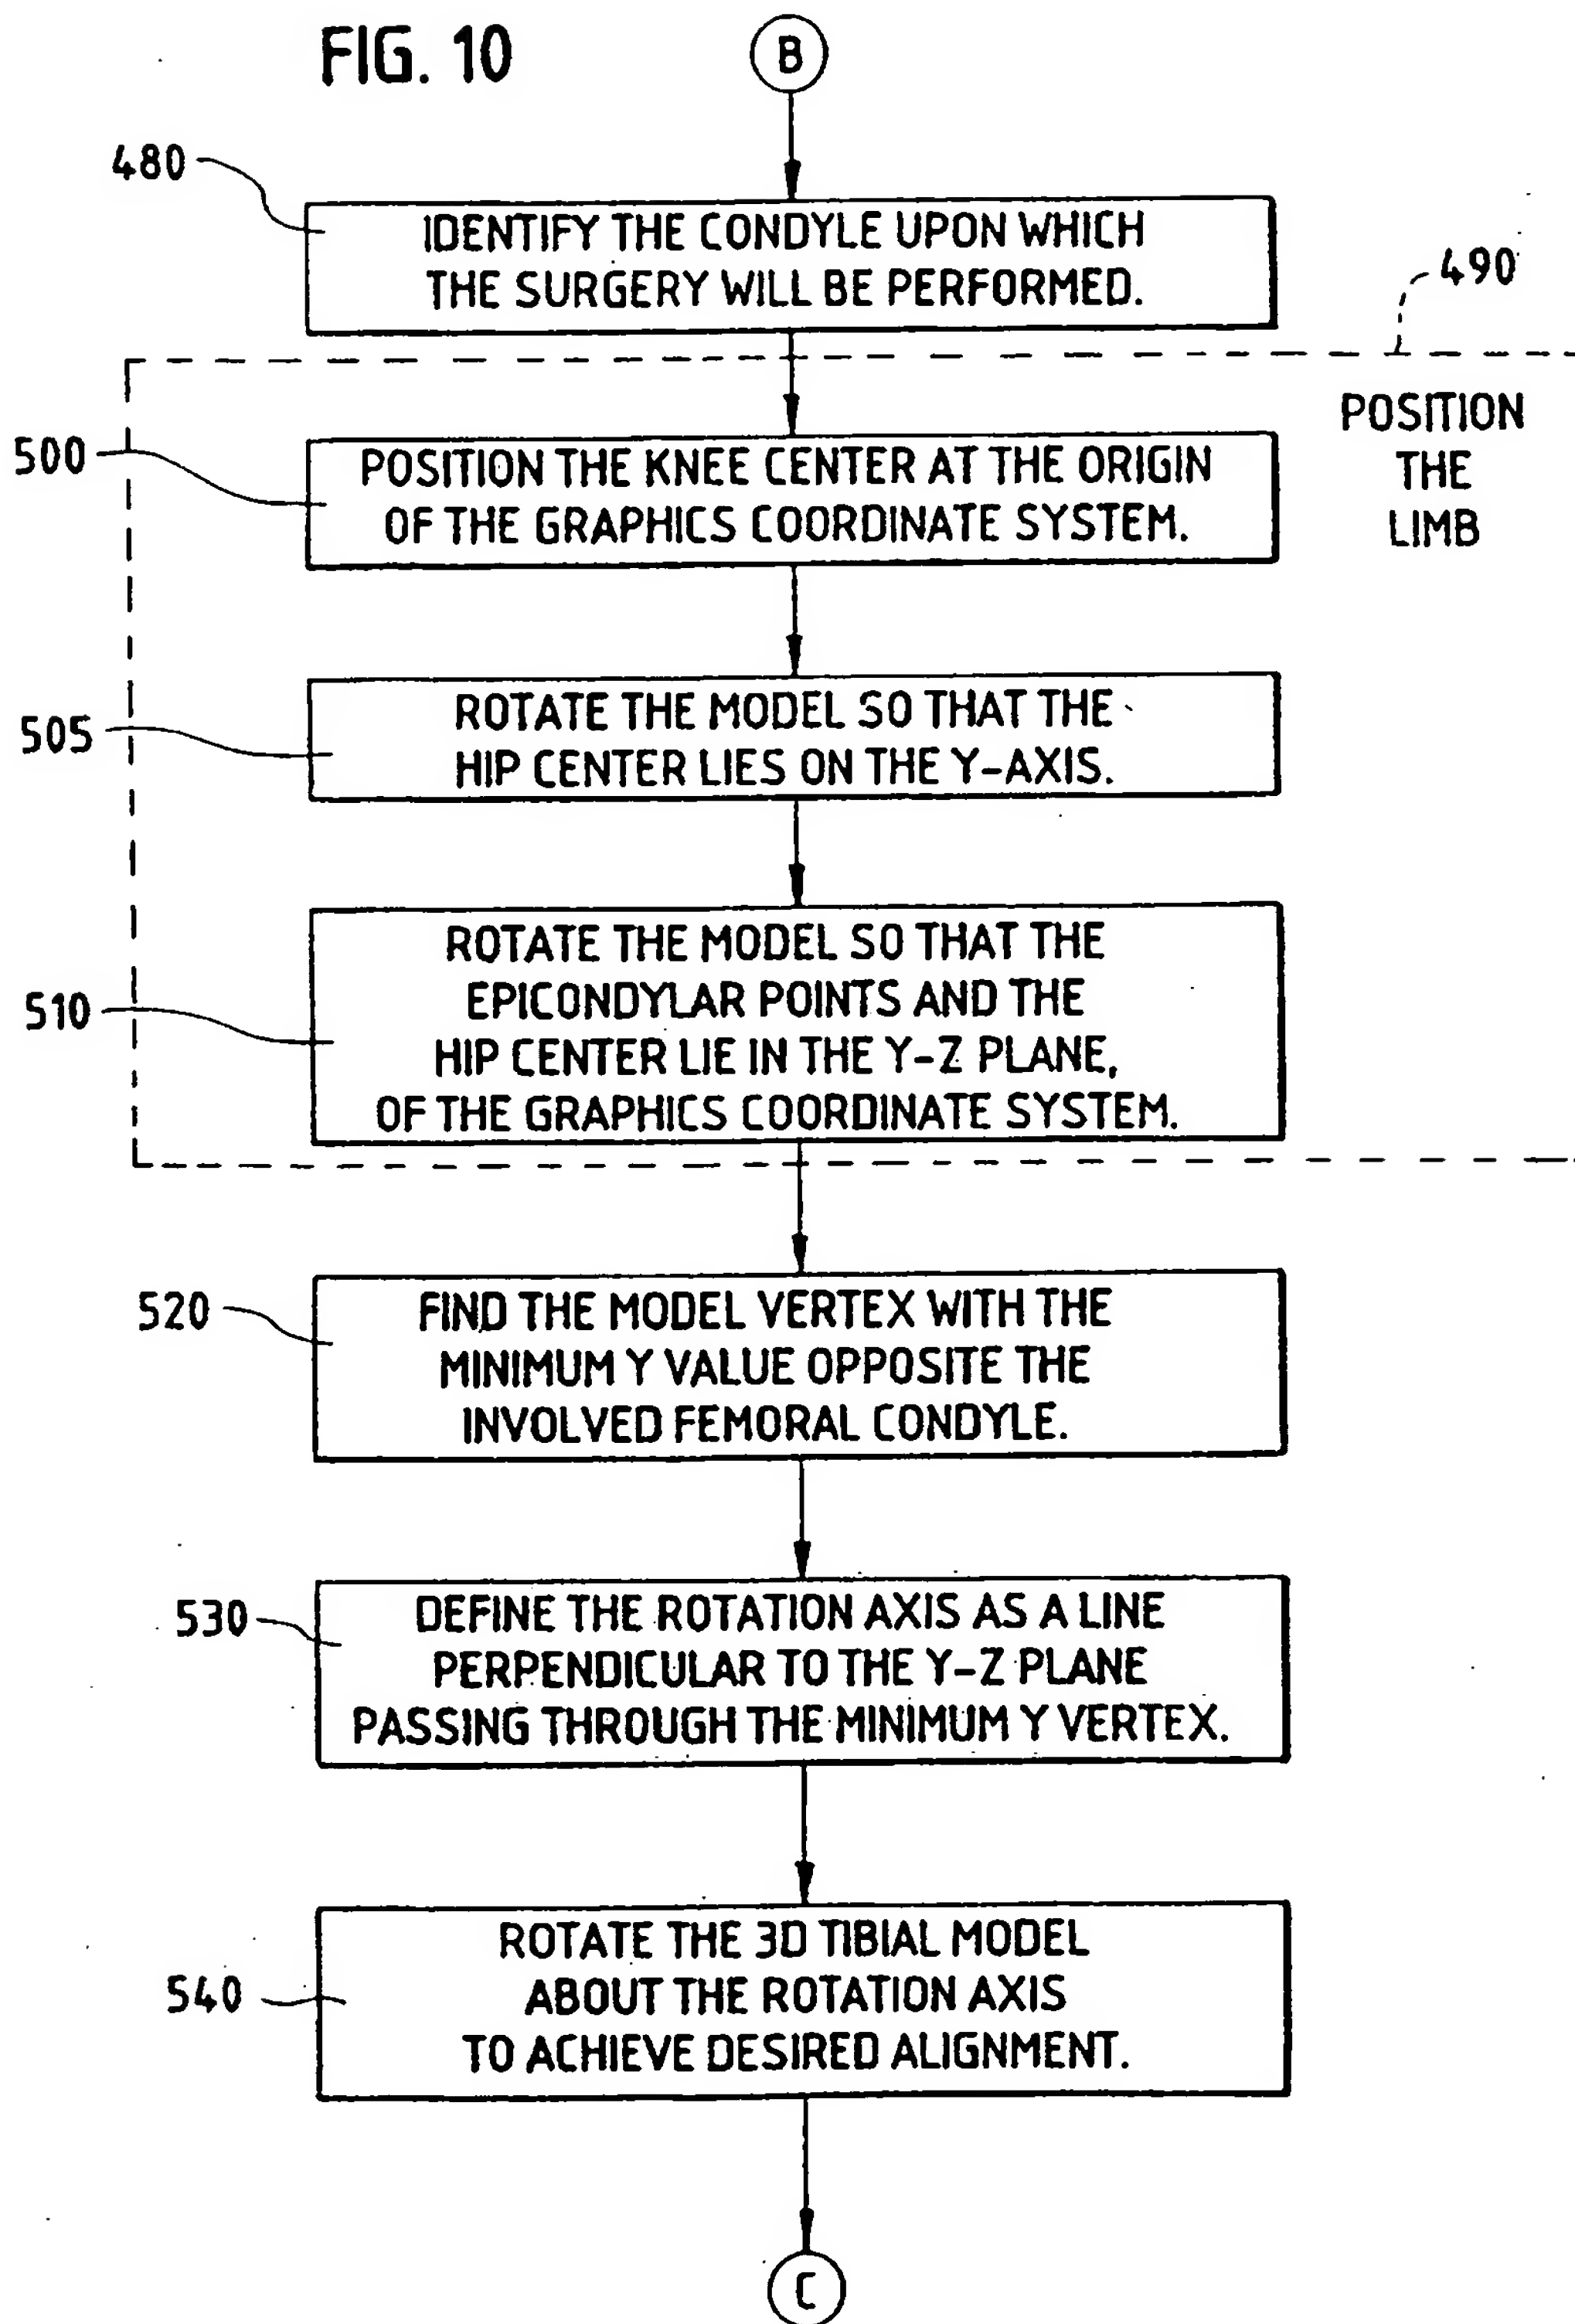 FIG. 10
B
480
IDENTIFY THE CONDYLE UPON WHICH
THE SURGERY WILL BE PERFORMED.
490
POSITION
THE
LIMB
500
POSITION THE KNEE CENTER AT THE ORIGIN
OF THE GRAPHICS COORDINATE SYSTEM.
505
ROTATE THE MODEL SO THAT THE
HIP CENTER LIES ON THE Y-AXIS.
510
ROTATE THE MODEL SO THAT THE
EPICONDYLAR POINTS AND THE
HIP CENTER LIE IN THE Y-Z PLANE,
OF THE GRAPHICS COORDINATE SYSTEM.
520
FIND THE MODEL VERTEX WITH THE
MINIMUM Y VALUE OPPOSITE THE
INVOLVED FEMORAL CONDYLE.
530
DEFINE THE ROTATION AXIS AS A LINE
PERPENDICULAR TO THE Y-Z PLANE
PASSING THROUGH THE MINIMUM Y VERTEX.
540
ROTATE THE 3D TIBIAL MODEL
ABOUT THE ROTATION AXIS
TO ACHIEVE DESIRED ALIGNMENT.
C